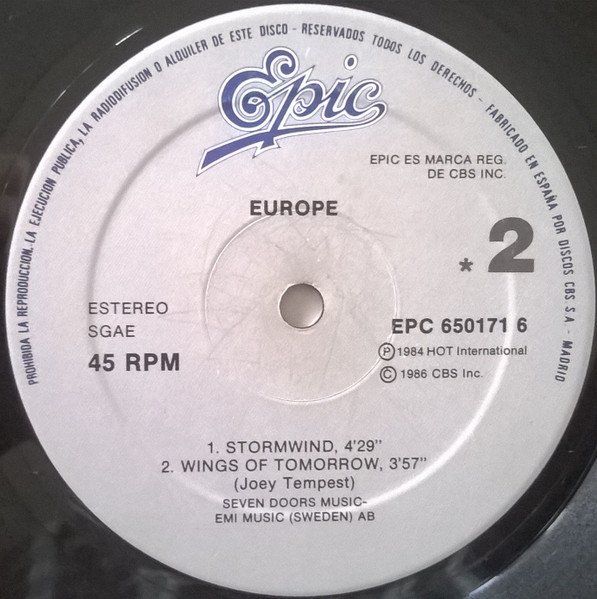 PROHIBIDA LA REPRODUCCION, LA EJECUCION PUBLICA, LA RADIODIFUSION O ALQUILER DE ESTE DISCO - RESERVADOS TODOS LOS DERECHOS - FABRICADO EN ESPAÑA POR DISCOS CBS S.A - MADRID
Epic
EPIC ES MARCA REG.
DE CBS INC.
EUROPE
* 2
ESTEREO
SGAE
45 RPM
EPC 650171 6
Ⓟ 1984 HOT International
© 1986 CBS Inc.
1. STORMWIND, 4'29''
2. WINGS OF TOMORROW, 3'57''
(Joey Tempest)
SEVEN DOORS MUSIC-
EMI MUSIC (SWEDEN) AB